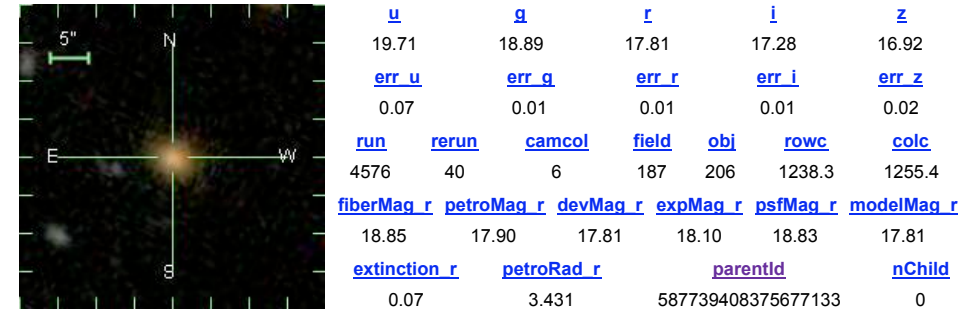 5"
N
E
W
S
u g r i z
19.71 18.89 17.81 17.28 16.92
err_u err_g err_r err_i err_z
0.07 0.01 0.01 0.01 0.02
run rerun camcol field obj rowc colc
4576 40 6 187 206 1238.3 1255.4
fiberMag_r petroMag_r devMag_r expMag_r psfMag_r modelMag_r
18.85 17.90 17.81 18.10 18.83 17.81
extinction_r petroRad_r parentId nChild
0.07 3.431 587739408375677133 0